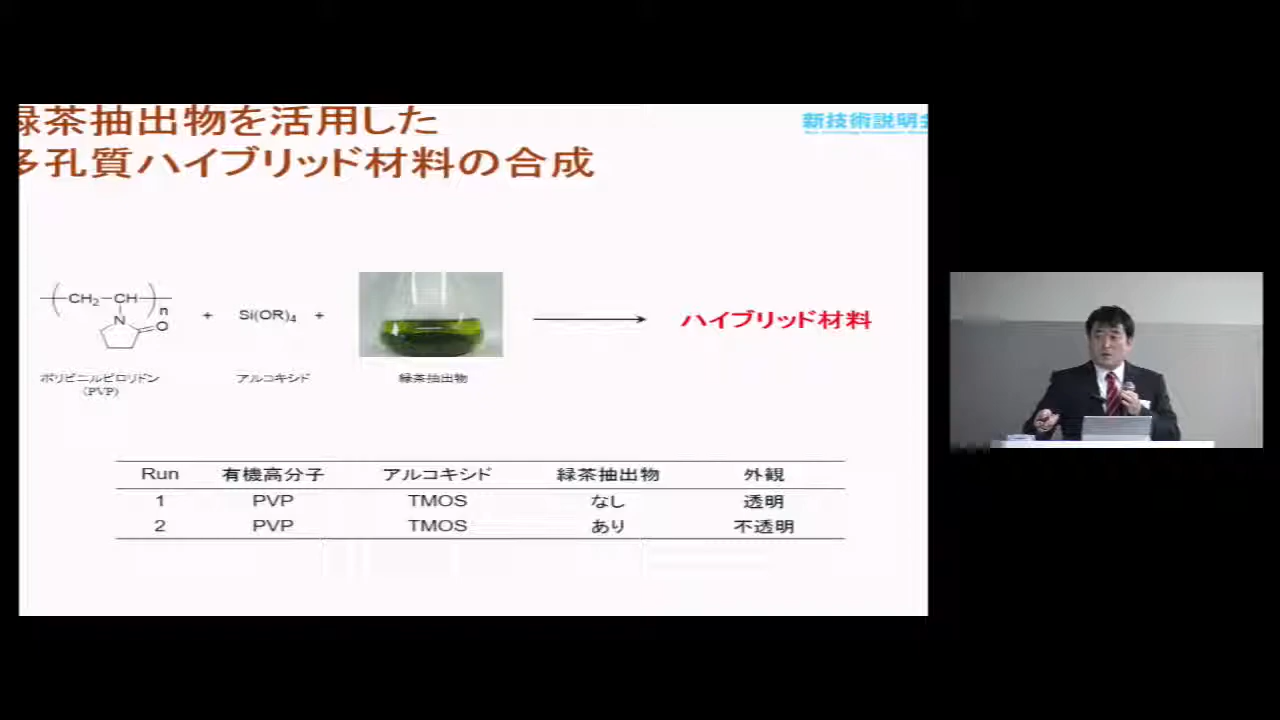 緑茶抽出物を活用した
多孔質ハイブリッド材料の合成
新技術説明会
CH2 CH n
N O
+ Si(OR)4 +
ハイブリッド材料
ポリビニルピロリドン
(PVP)
アルコキシド
緑茶抽出物
Run 有機高分子 アルコキシド 緑茶抽出物 外観
1 PVP TMOS なし 透明
2 PVP TMOS あり 不透明